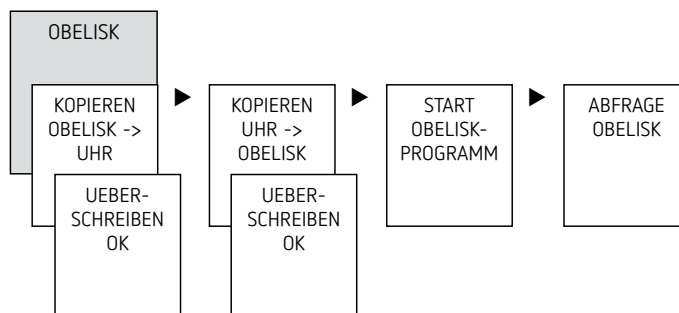 OBELISK
KOPIEREN
OBELISK ->
UHR
UEBER-
SCHREIBEN
OK
KOPIEREN
UHR ->
OBELISK
UEBER-
SCHREIBEN
OK
START
OBELISK-
PROGRAMM
ABFRAGE
OBELISK